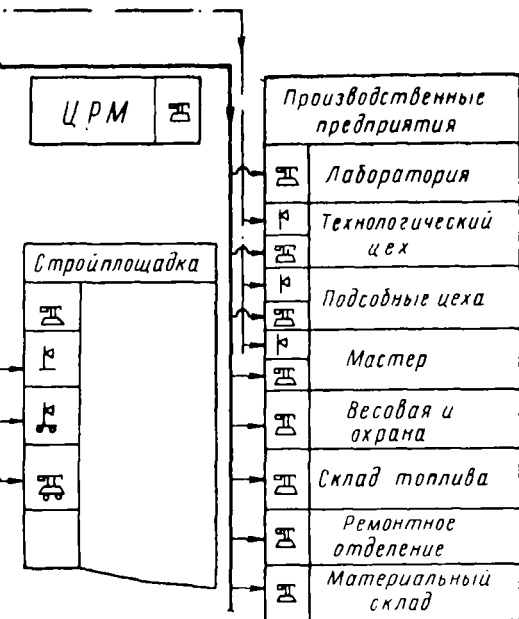 ЦРМ
Производственные
предприятия
Лаборатория
Технологический
цех
Подсобные цеха
Мастер
Весовая и
охрана
Склад топлива
Ремонтное
отделение
Материальный
склад
Стройплощадка